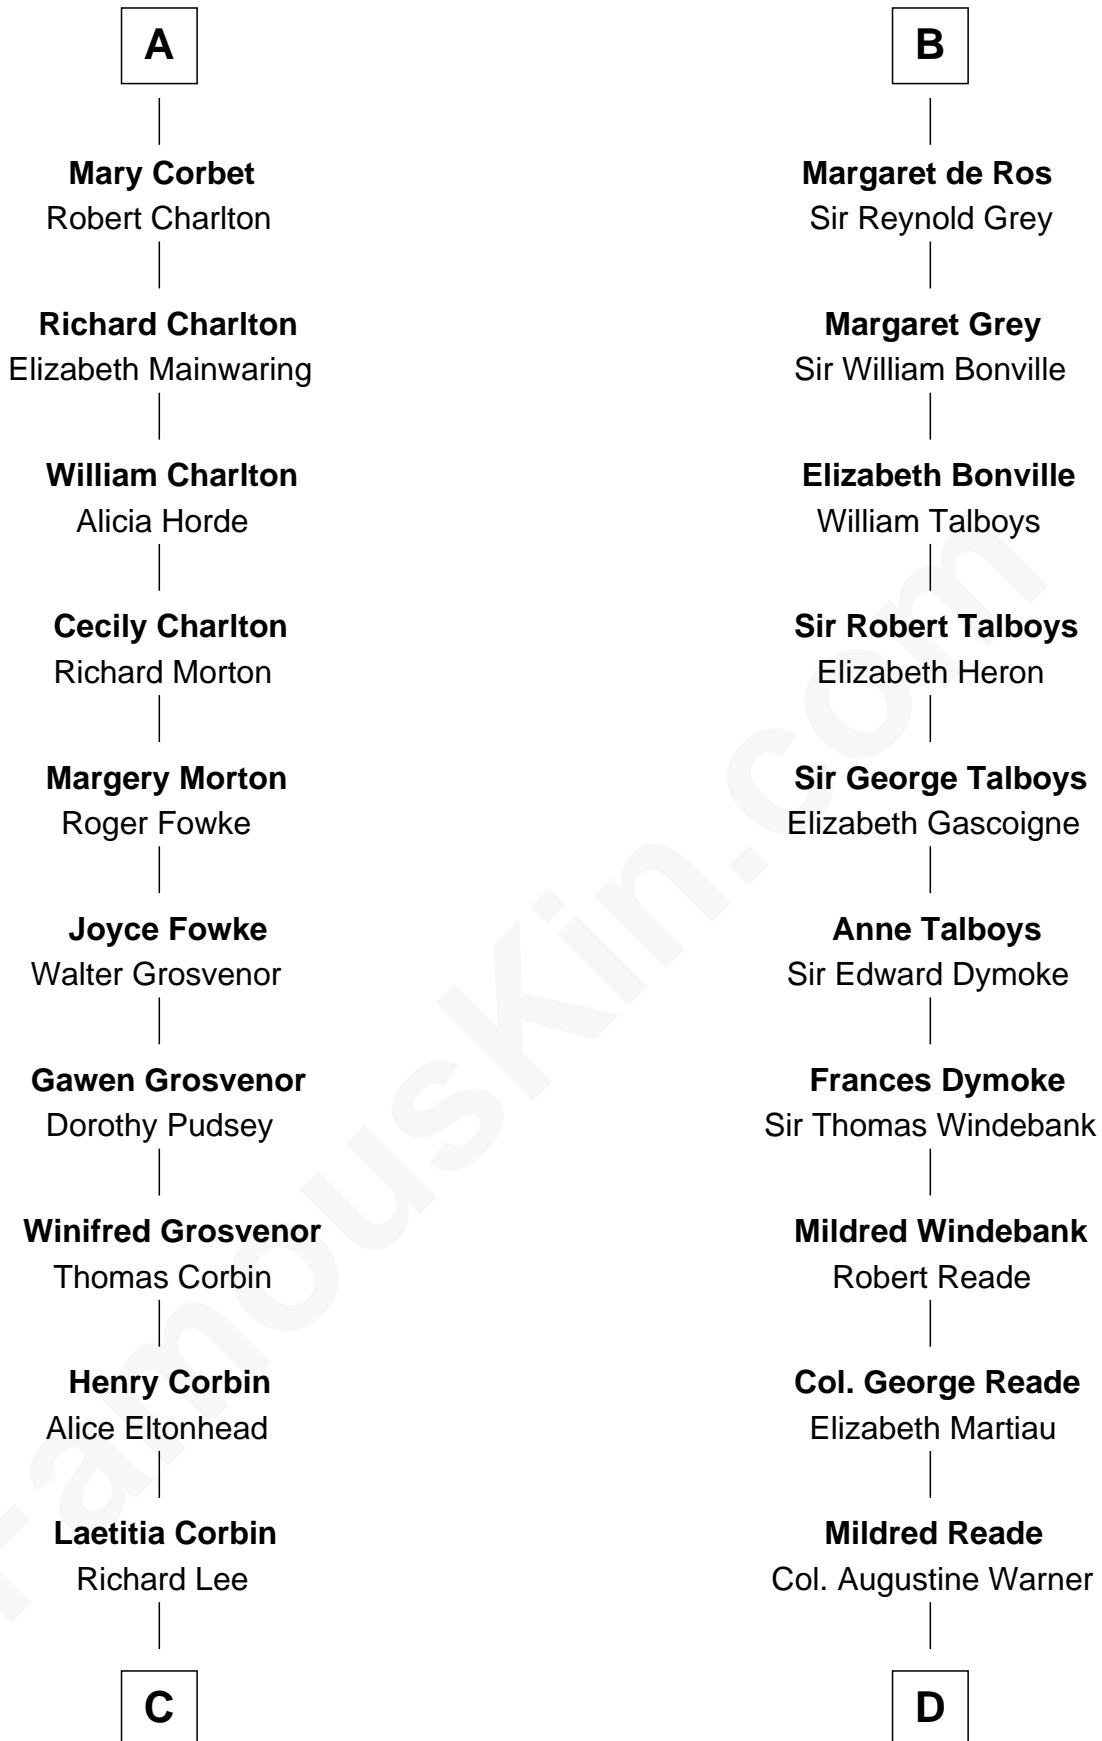 A
Mary Corbet
Robert Charlton
Richard Charlton
Elizabeth Mainwaring
William Charlton
Alicia Horde
Cecily Charlton
Richard Morton
Margery Morton
Roger Fowke
Joyce Fowke
Walter Grosvenor
Gawen Grosvenor
Dorothy Pudsey
Winifred Grosvenor
Thomas Corbin
Henry Corbin
Alice Eltonhead
Laetitia Corbin
Richard Lee
C
B
Margaret de Ros
Sir Reynold Grey
Margaret Grey
Sir William Bonville
Elizabeth Bonville
William Talboys
Sir Robert Talboys
Elizabeth Heron
Sir George Talboys
Elizabeth Gascoigne
Anne Talboys
Sir Edward Dymoke
Frances Dymoke
Sir Thomas Windebank
Mildred Windebank
Robert Reade
Col. George Reade
Elizabeth Martiau
Mildred Reade
Col. Augustine Warner
D
FamousKin.com